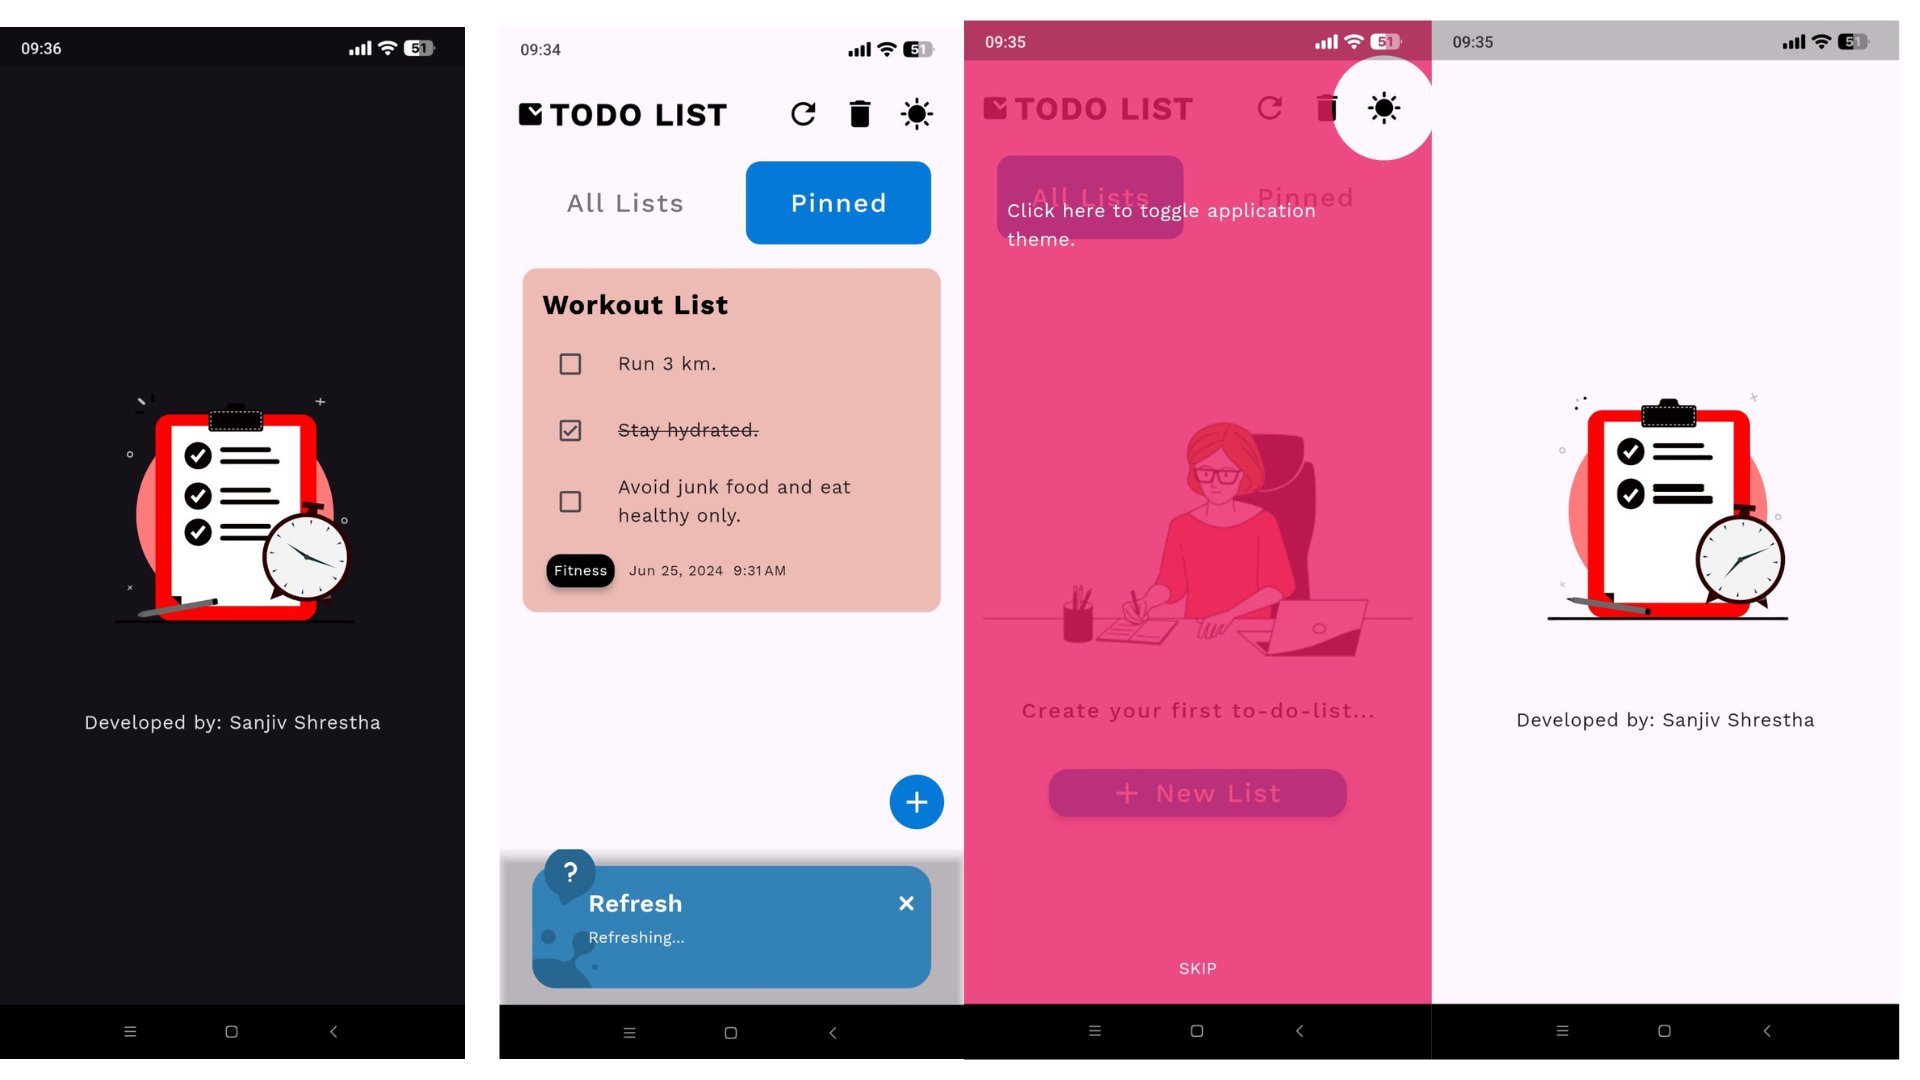 09:36
51
Developed by: Sanjiv Shrestha
09:34
51
TODO LIST
All Lists
Pinned
Workout List
Run 3 km.
Stay hydrated.
Avoid junk food and eat
healthy only.
Fitness
Jun 25, 2024 9:31 AM
+
?
Refresh
Refreshing...
09:35
51
TODO LIST
All Lists
Pinned
Click here to toggle application
theme.
Create your first to-do-list...
+ New List
SKIP
09:35
51
Developed by: Sanjiv Shrestha